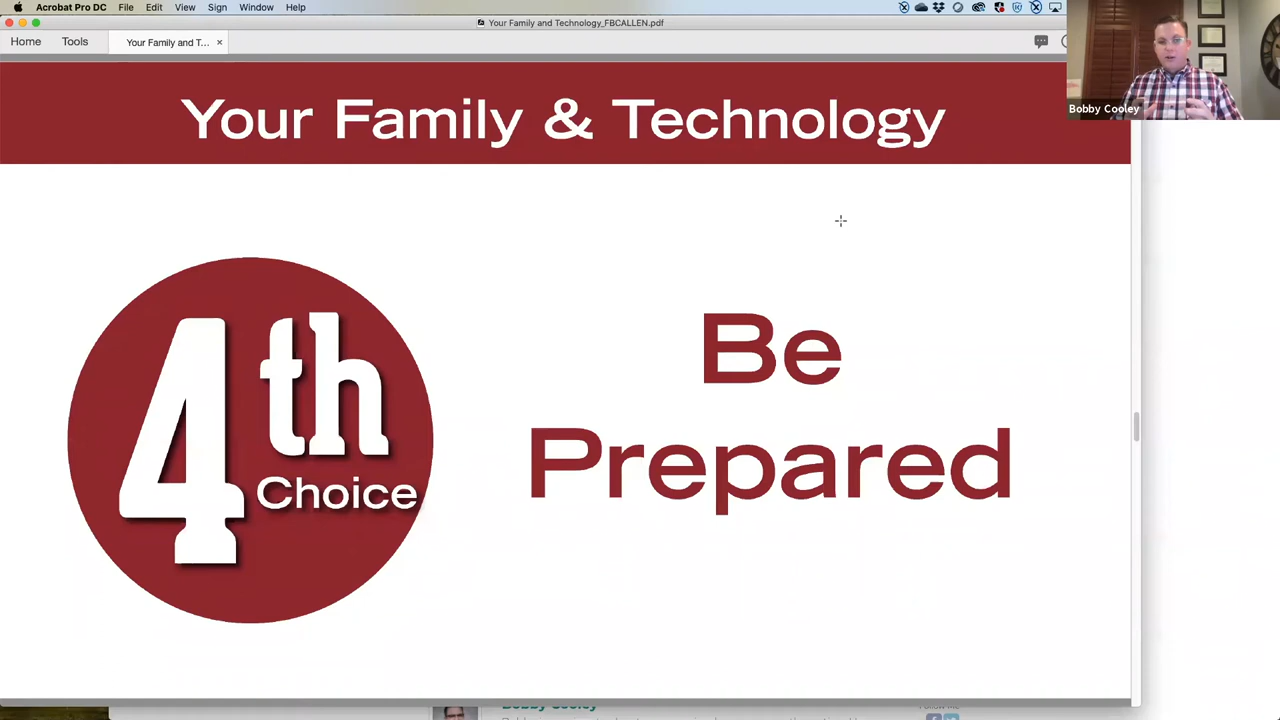 Acrobat Pro DC File Edit View Sign Window Help
Your Family and Technology_FBCALLEN.pdf
Home Tools Your Family and T... ×
Bobby Cooley
Your Family & Technology
4th
Choice
Be
Prepared
Bobby Cooley